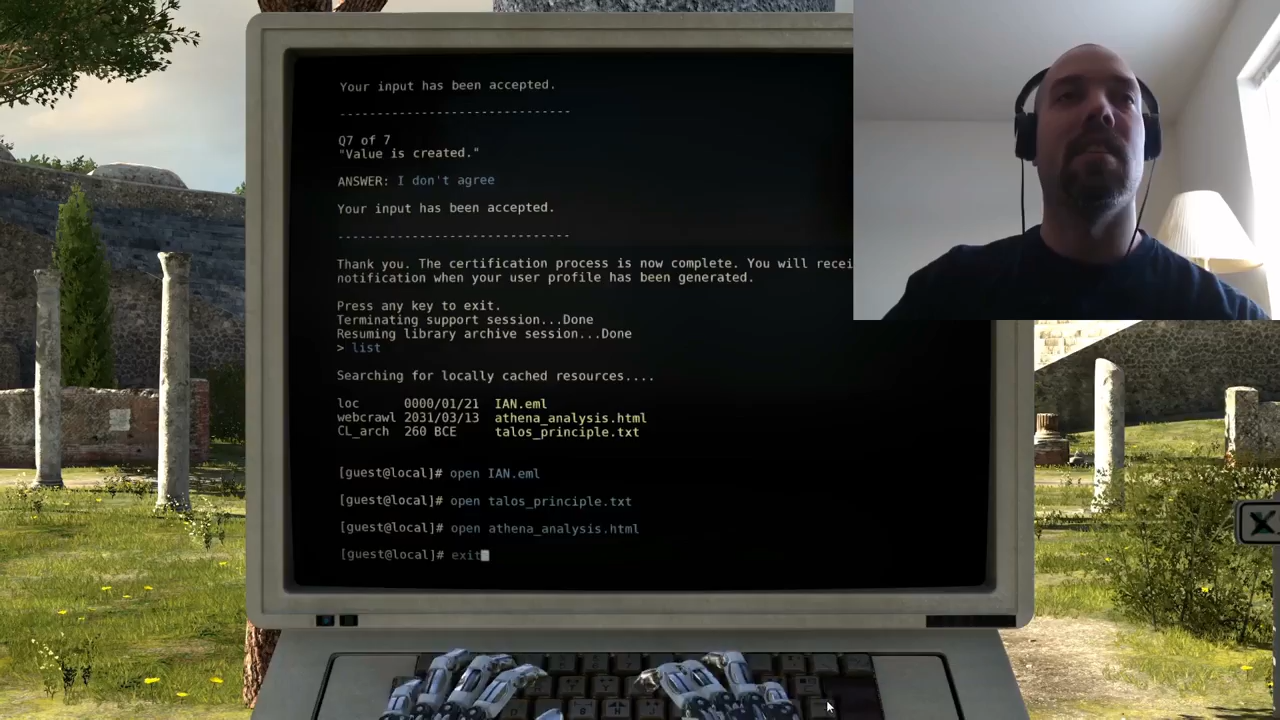 Your input has been accepted.
------------------------------
Q7 of 7
"Value is created."
ANSWER: I don't agree
Your input has been accepted.
------------------------------
Thank you. The certification process is now complete. You will
notification when your user profile has been generated.
Press any key to exit.
Terminating support session...Done
Resuming library archive session...Done
> list
Searching for locally cached resources....
loc 0000/01/21 IAN.eml
webcrawl 2031/03/13 athena_analysis.html
CL_arch 260 BCE talos_principle.txt
[guest@local]# open IAN.eml
[guest@local]# open talos_principle.txt
[guest@local]# open athena_analysis.html
[guest@local]# exit
X